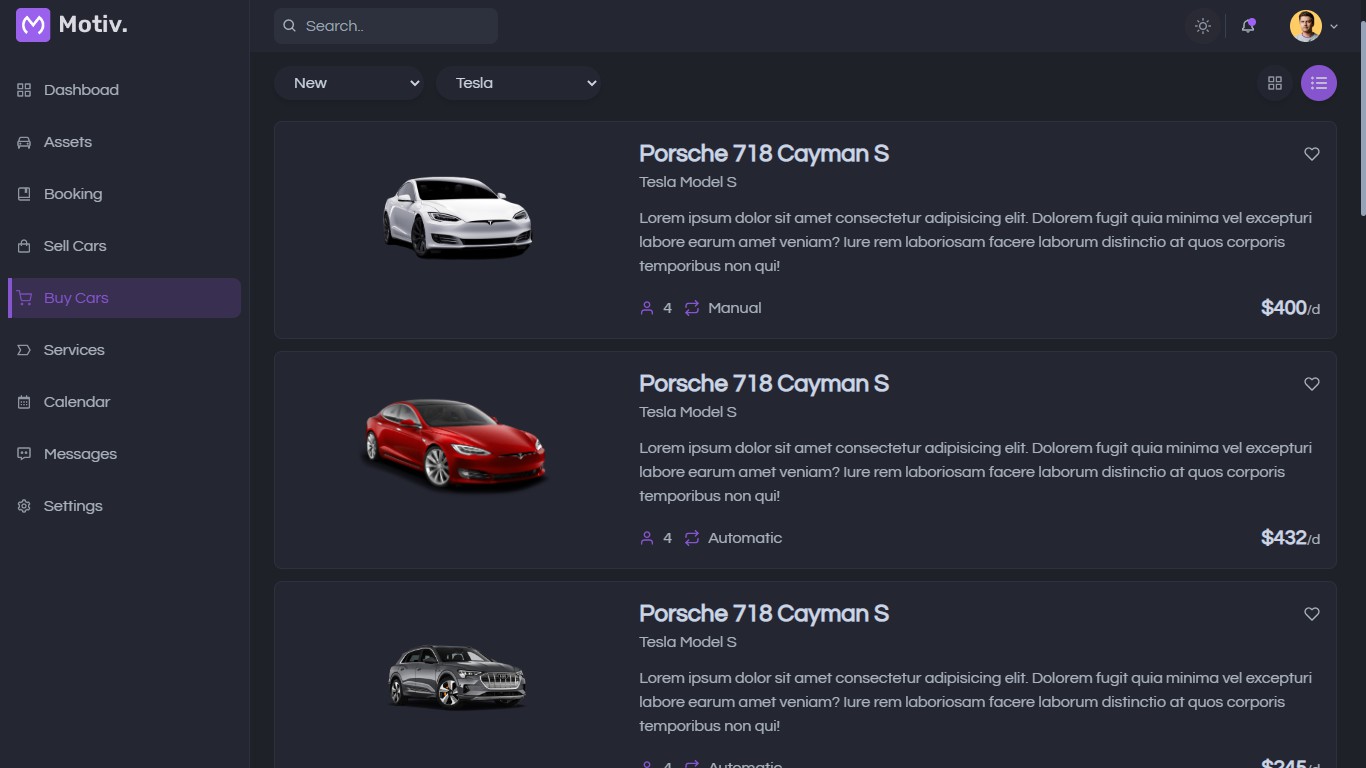 Motiv.
Search..
Dashboad
Assets
Booking
Sell Cars
Buy Cars
Services
Calendar
Messages
Settings
New
Tesla
Porsche 718 Cayman S
Tesla Model S
Lorem ipsum dolor sit amet consectetur adipisicing elit. Dolorem fugit quia minima vel excepturi
labore earum amet veniam? Iure rem laboriosam facere laborum distinctio at quos corporis
temporibus non qui!
4 Manual $400/d
Porsche 718 Cayman S
Tesla Model S
Lorem ipsum dolor sit amet consectetur adipisicing elit. Dolorem fugit quia minima vel excepturi
labore earum amet veniam? Iure rem laboriosam facere laborum distinctio at quos corporis
temporibus non qui!
4 Automatic $432/d
Porsche 718 Cayman S
Tesla Model S
Lorem ipsum dolor sit amet consectetur adipisicing elit. Dolorem fugit quia minima vel excepturi
labore earum amet veniam? Iure rem laboriosam facere laborum distinctio at quos corporis
temporibus non qui!
4 Automatic $245/d